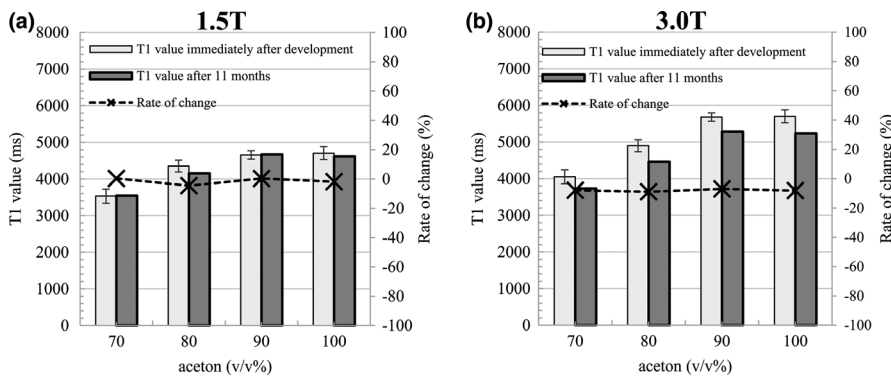 (a) 1.5T
8000 100
7000 80
6000 60
5000 40
4000 20
3000 0
2000 -20
1000 -40
0 -60
-80
-100
T1 value immediately after development
T1 value after 11 months
Rate of change
T1 value (ms)
Rate of change (%)
70 80 90 100
aceton (v/v%)
(b) 3.0T
8000 100
7000 80
6000 60
5000 40
4000 20
3000 0
2000 -20
1000 -40
0 -60
-80
-100
T1 value immediately after development
T1 value after 11 months
Rate of change
T1 value (ms)
Rate of change (%)
70 80 90 100
aceton (v/v%)